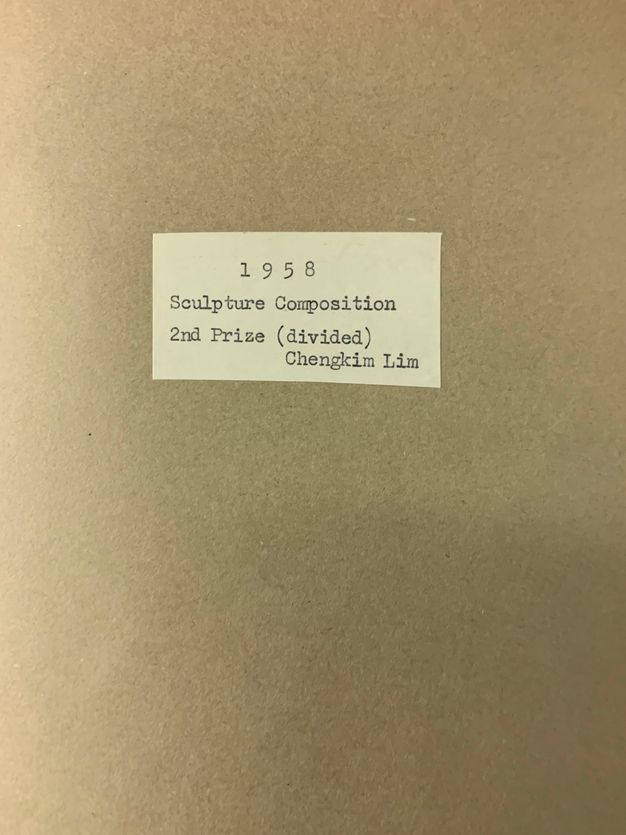 1958
Sculpture Composition
2nd Prize (divided)
Chengkim Lim